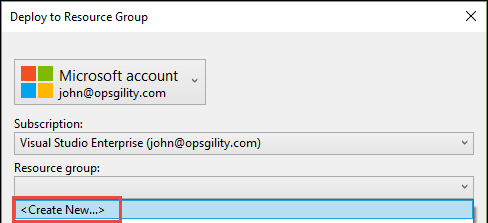 Deploy to Resource Group
Microsoft account
john@opsgility.com
Subscription:
Visual Studio Enterprise (john@opsgility.com)
Resource group:
<Create New...>